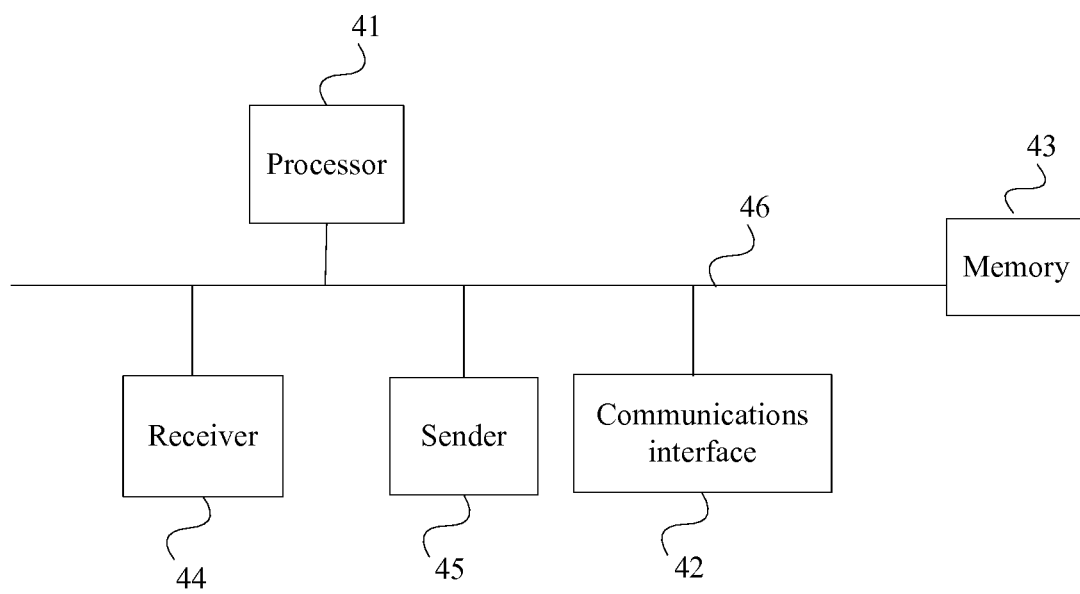 41
Processor
43
46
Memory
Receiver
Sender
Communications
interface
44
45
42